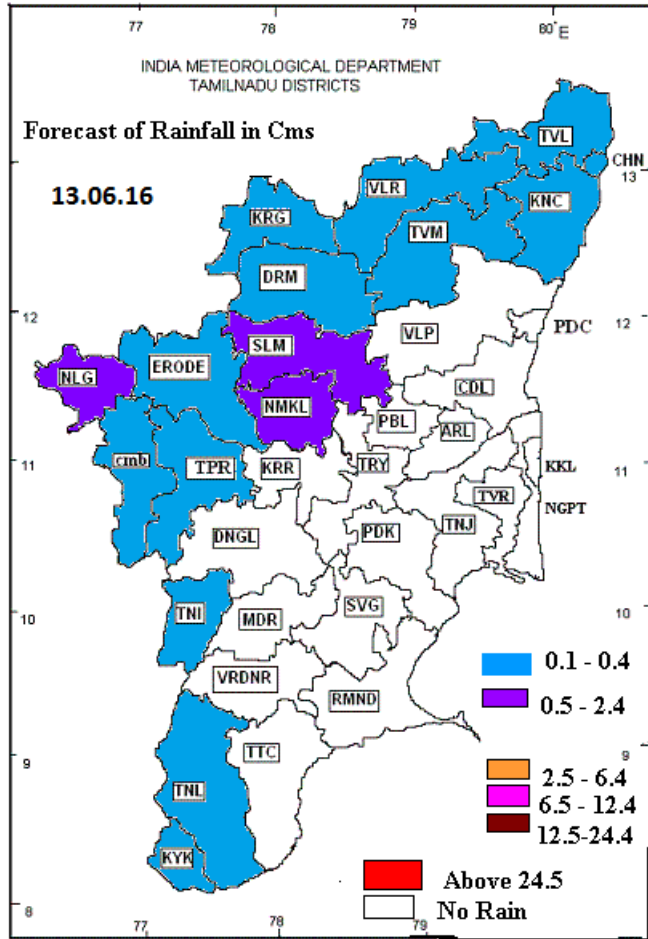 77 78 79 80° E
INDIA METEOROLOGICAL DEPARTMENT
TAMILNADU DISTRICTS
Forecast of Rainfall in Cms
TVL
CHN
13
VLR
13.06.16
KNC
KRG
TVM
DRM
12
12
PDC
VLP
SLM
ERODE
NLG
CDL
NMKL
PBL
ARL
cmb
TPR
KRR
TRY
11
11
KKL
TVR
NGPT
TNJ
DNGL
PDK
10
TNI
MDR
SVG
10
0.1 - 0.4
VRDNR
RMND
0.5 - 2.4
9
TTC
9
2.5 - 6.4
TNL
6.5 - 12.4
12.5-24.4
KYK
Above 24.5
8
No Rain
77 78 79